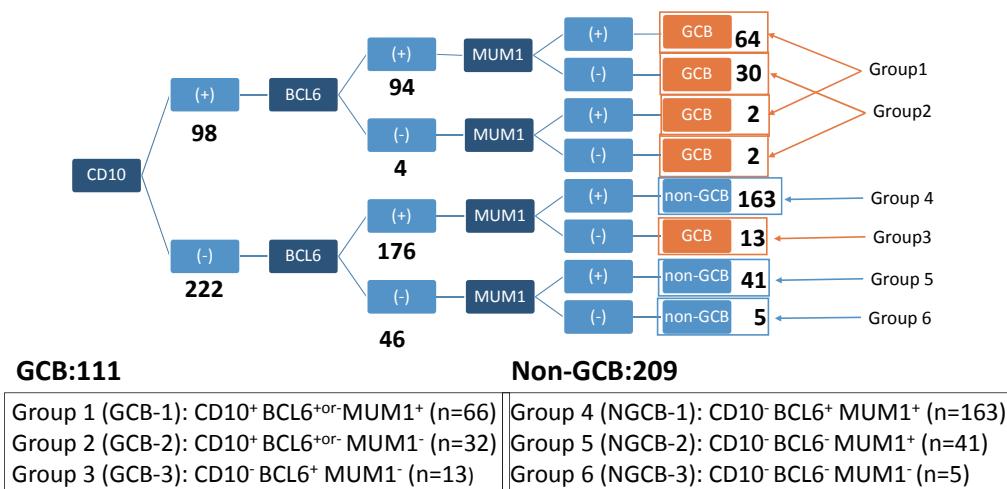 (+) GCB 64
(+) MUM1
94 (-) GCB 30 Group1
(+) BCL6
98 (+) GCB 2 Group2
(-) MUM1
4 (-) GCB 2
CD10
(+) non-GCB 163 Group 4
(+) MUM1
176 (-) GCB 13 Group3
(-) BCL6
222 (+) non-GCB 41 Group 5
(-) MUM1
46 (-) non-GCB 5 Group 6
GCB:111
Group 1 (GCB-1): CD10⁺ BCL6⁺ᵒʳ⁻MUM1⁺ (n=66)
Group 2 (GCB-2): CD10⁺ BCL6⁺ᵒʳ⁻ MUM1⁻ (n=32)
Group 3 (GCB-3): CD10⁻ BCL6⁺ MUM1⁻ (n=13)
Non-GCB:209
Group 4 (NGCB-1): CD10⁻ BCL6⁺ MUM1⁺ (n=163)
Group 5 (NGCB-2): CD10⁻ BCL6⁻ MUM1⁺ (n=41)
Group 6 (NGCB-3): CD10⁻ BCL6⁻ MUM1⁻ (n=5)